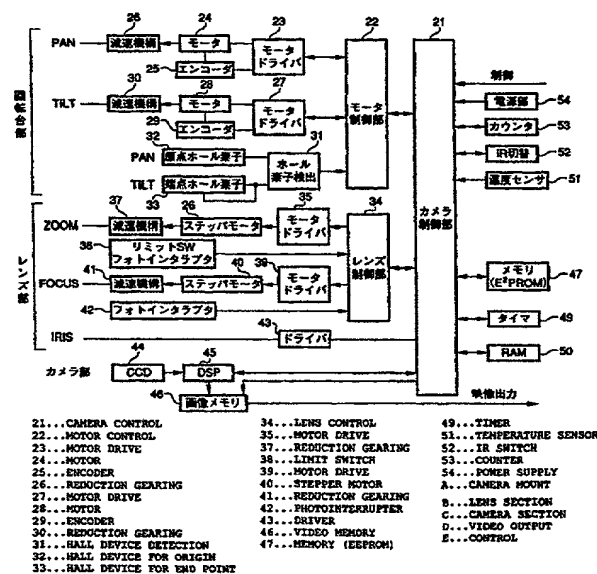 26 24 23 22 21
PAN 減速機構 モータ モータドライバ モータ制御部 カメラ制御部
25 エンコーダ
制御
電源部 54
カウンタ 53
IR切替 52
温度センサ 51
30 28 27
TILT 減速機構 モータ モータドライバ
29 エンコーダ
32 31
PAN 原点ホール素子 ホール素子検出
TILT 端点ホール素子
33
37 26 35 34
ZOOM 減速機構 ステッパモータ モータドライバ レンズ制御部
36 リミットSW フォトインタラプタ
41 40 39
FOCUS 減速機構 ステッパモータ モータドライバ
42 フォトインタラプタ
43
IRIS ドライバ
レンズ部
メモリ (E²PROM) 47
タイマ 49
RAM 50
44 45
カメラ部 CCD DSP
46 画像メモリ 映像出力
21...CAMERA CONTROL
22...MOTOR CONTROL
23...MOTOR DRIVE
24...MOTOR
25...ENCODER
26...REDUCTION GEARING
27...MOTOR DRIVE
28...MOTOR
29...ENCODER
30...REDUCTION GEARING
31...HALL DEVICE DETECTION
32...HALL DEVICE FOR ORIGIN
33...HALL DEVICE FOR END POINT
34...LENS CONTROL
35...MOTOR DRIVE
37...REDUCTION GEARING
38...LIMIT SWITCH
39...MOTOR DRIVE
40...STEPPER MOTOR
41...REDUCTION GEARING
42...PHOTOINTERRUPTER
43...DRIVER
46...VIDEO MEMORY
47...MEMORY (EEPROM)
49...TIMER
51...TEMPERATURE SENSOR
52...IR SWITCH
53...COUNTER
54...POWER SUPPLY
A...CAMERA MOUNT
B...LENS SECTION
C...CAMERA SECTION
D...VIDEO OUTPUT
E...CONTROL